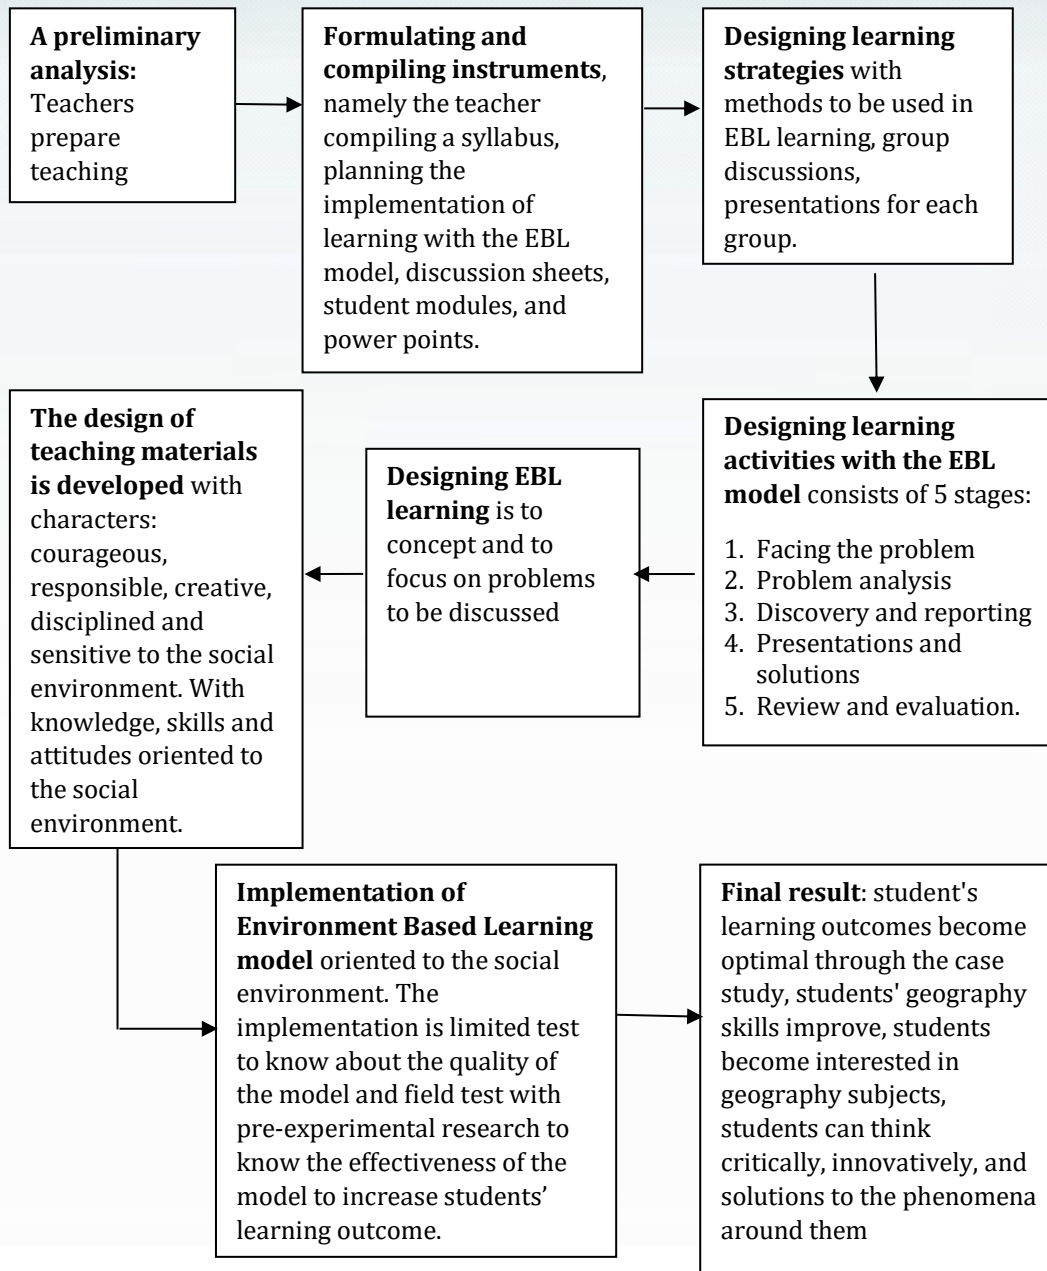 A preliminary
analysis:
Teachers
prepare
teaching
Formulating and
compiling instruments,
namely the teacher
compiling a syllabus,
planning the
implementation of
learning with the EBL
model, discussion sheets,
student modules, and
power points.
Designing learning
strategies with
methods to be used in
EBL learning, group
discussions,
presentations for each
group.
Designing learning
activities with the EBL
model consists of 5 stages:
1. Facing the problem
2. Problem analysis
3. Discovery and reporting
4. Presentations and
solutions
5. Review and evaluation.
Designing EBL
learning is to
concept and to
focus on problems
to be discussed
The design of
teaching materials
is developed with
characters:
courageous,
responsible, creative,
disciplined and
sensitive to the social
environment. With
knowledge, skills and
attitudes oriented to
the social
environment.
Implementation of
Environment Based Learning
model oriented to the social
environment. The
implementation is limited test
to know about the quality of
the model and field test with
pre-experimental research to
know the effectiveness of the
model to increase students’
learning outcome.
Final result: student's
learning outcomes become
optimal through the case
study, students' geography
skills improve, students
become interested in
geography subjects,
students can think
critically, innovatively, and
solutions to the phenomena
around them